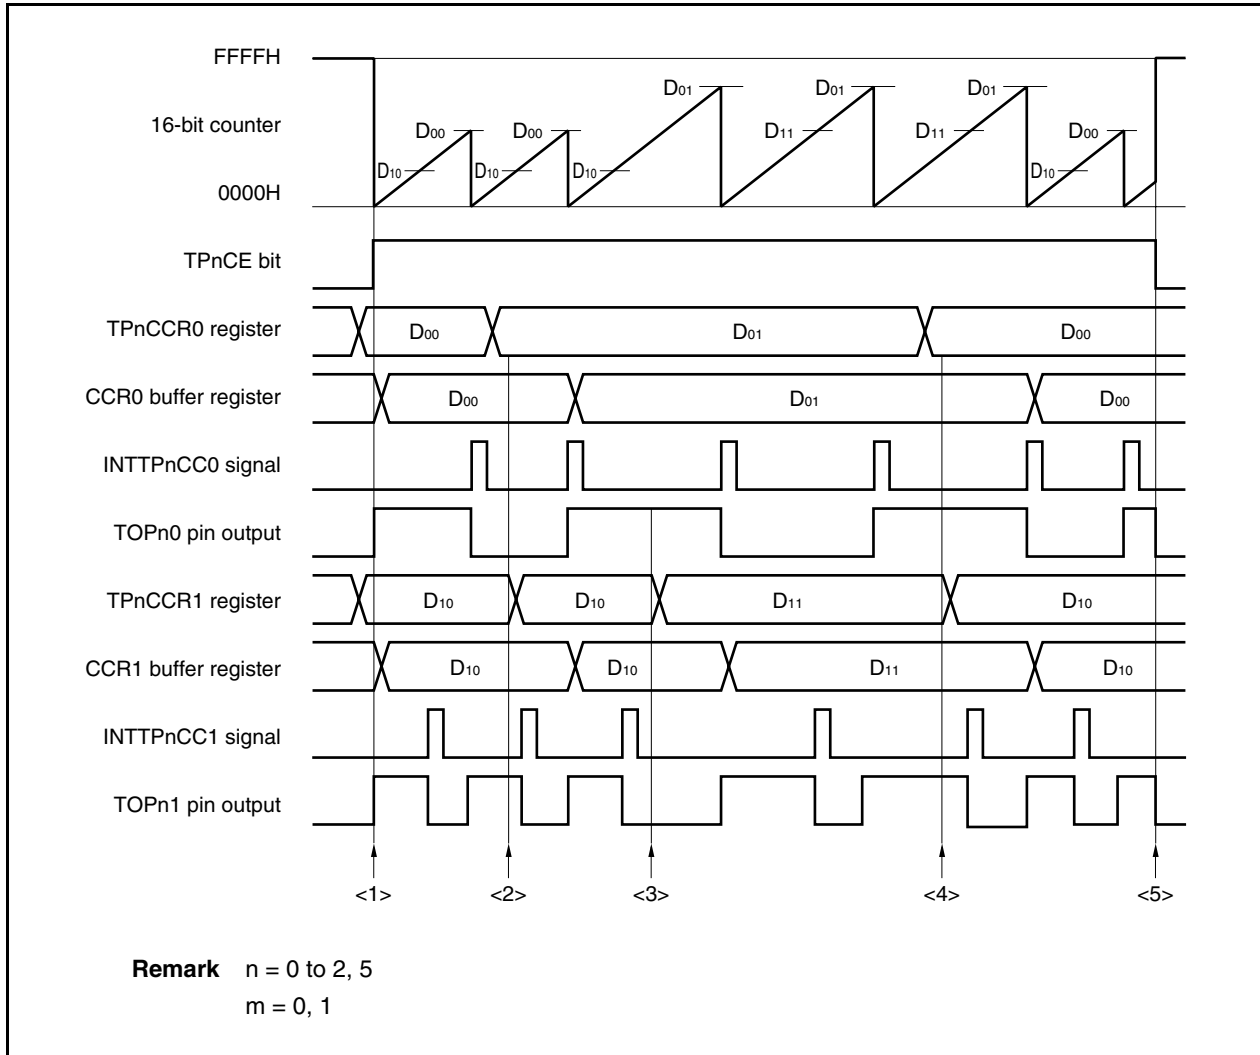 FFFFH
D01 D01 D01
16-bit counter
D00 D00 D11 D11 D00
D10 D10 D10 D10
0000H
TPnCE bit
TPnCCR0 register D00 D01 D00
CCR0 buffer register D00 D01 D00
INTTPnCC0 signal
TOPn0 pin output
TPnCCR1 register D10 D10 D11 D10
CCR1 buffer register D10 D10 D11 D10
INTTPnCC1 signal
TOPn1 pin output
<1> <2> <3> <4> <5>
Remark n = 0 to 2, 5
m = 0, 1